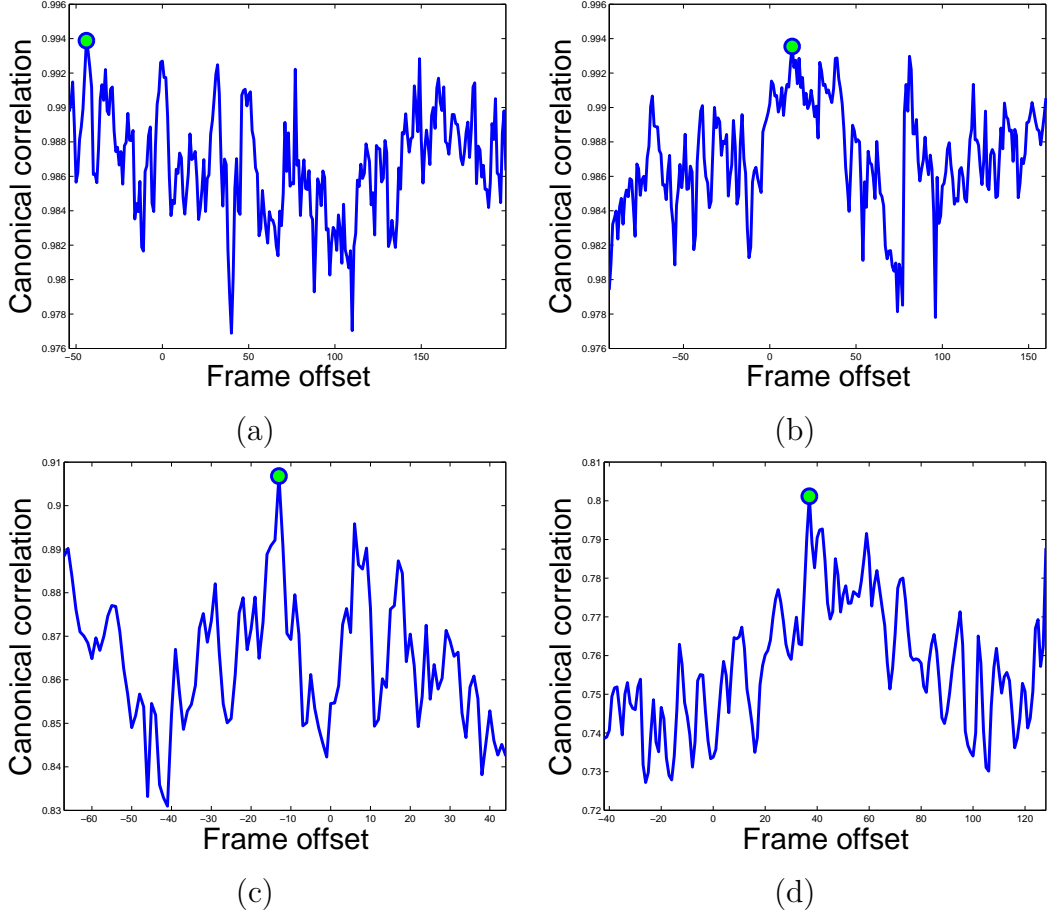 0.996
0.994
0.992
0.99
0.988
0.986
0.984
0.982
0.98
0.978
0.976
Canonical correlation
−50 0 50 100 150
Frame offset
(a)
0.996
0.994
0.992
0.99
0.988
0.986
0.984
0.982
0.98
0.978
0.976
Canonical correlation
−50 0 50 100 150
Frame offset
(b)
0.91
0.9
0.89
0.88
0.87
0.86
0.85
0.84
0.83
Canonical correlation
−60 −50 −40 −30 −20 −10 0 10 20 30 40
Frame offset
(c)
0.81
0.8
0.79
0.78
0.77
0.76
0.75
0.74
0.73
0.72
Canonical correlation
−40 −20 0 20 40 60 80 100 120
Frame offset
(d)